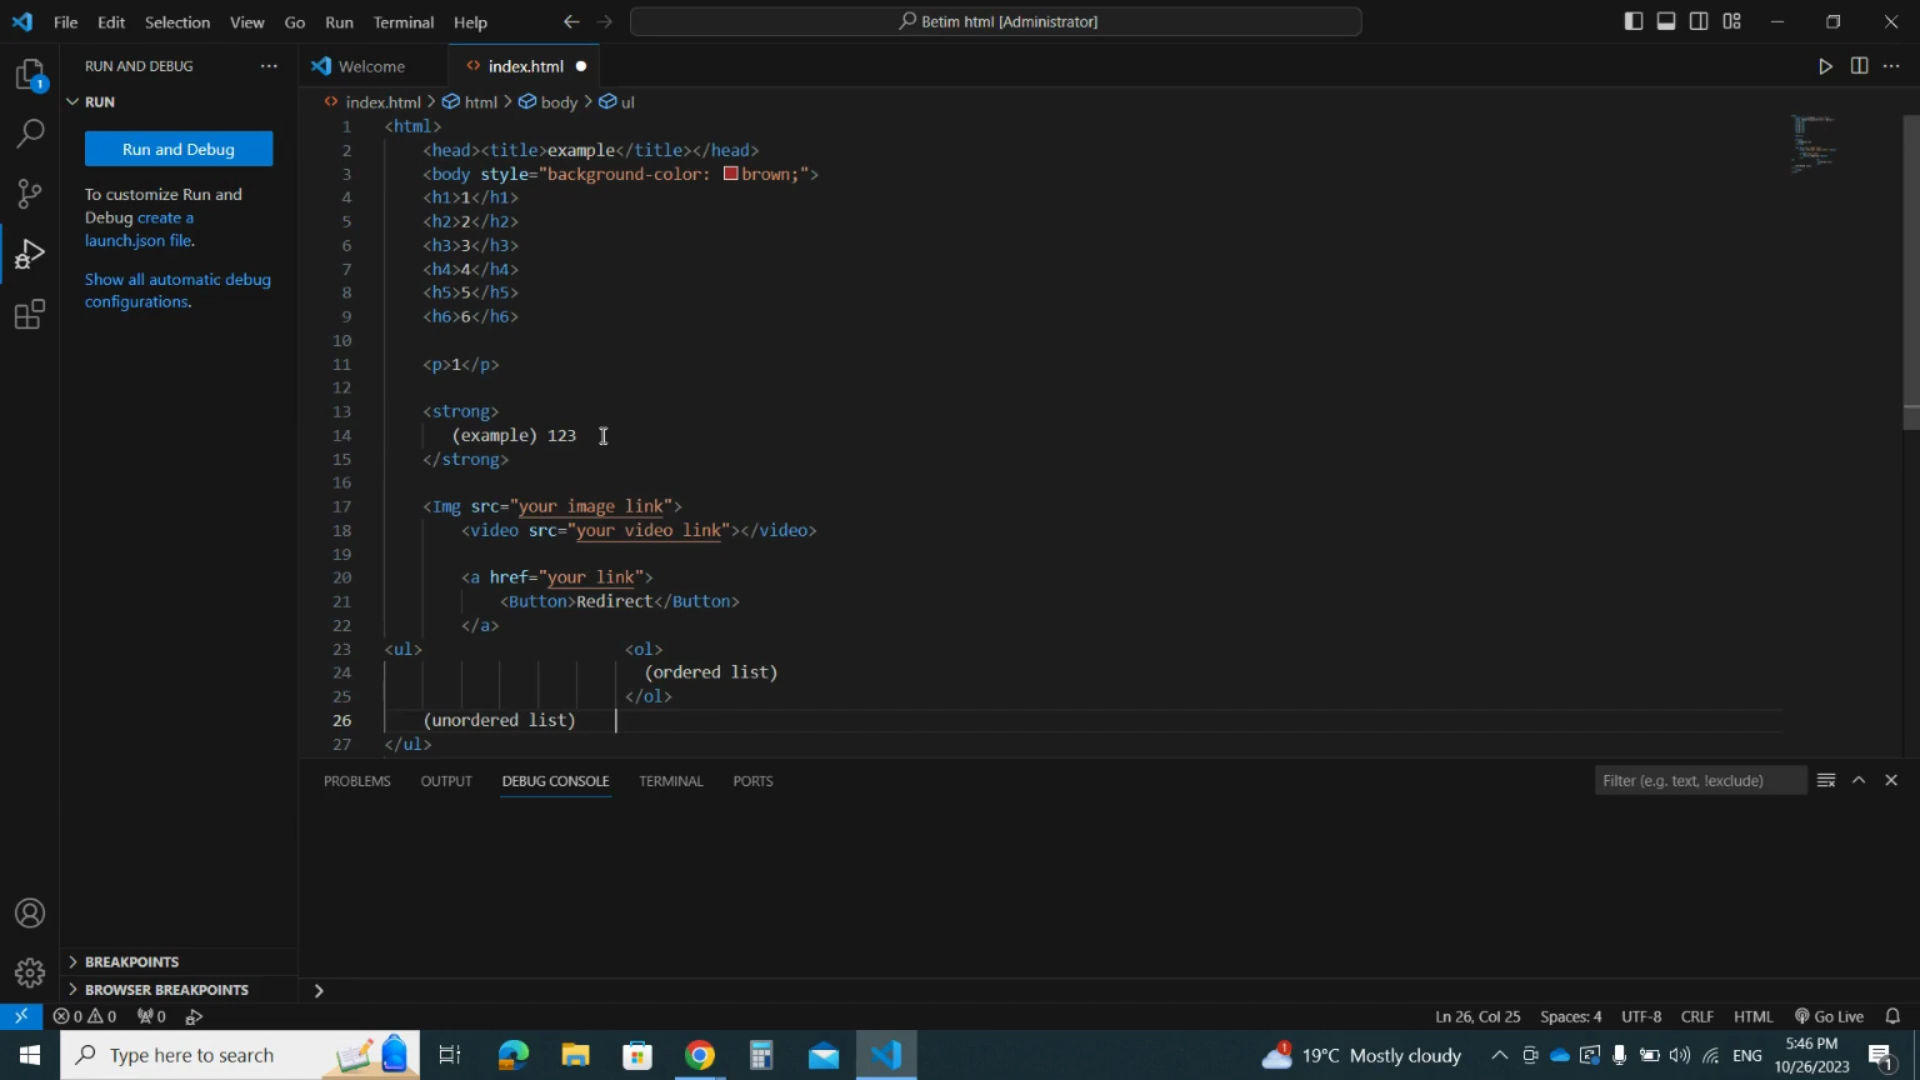 File Edit Selection View Go Run Terminal Help
Betim html [Administrator]
1
RUN AND DEBUG
RUN
Run and Debug
To customize Run and
Debug create a
launch.json file.
Show all automatic debug
configurations.
BREAKPOINTS
BROWSER BREAKPOINTS
Welcome
index.html
index.html > html > body > ul
1 <html>
2 <head><title>example</title></head>
3 <body style="background-color: brown;">
4 <h1>1</h1>
5 <h2>2</h2>
6 <h3>3</h3>
7 <h4>4</h4>
8 <h5>5</h5>
9 <h6>6</h6>
10
11 <p>1</p>
12
13 <strong>
14 (example) 123
15 </strong>
16
17 <Img src="your image link">
18 <video src="your video link"></video>
19
20 <a href="your link">
21 <Button>Redirect</Button>
22 </a>
23 <ul> <ol>
24 (ordered list)
25 </ol>
26 (unordered list)
27 </ul>
PROBLEMS OUTPUT DEBUG CONSOLE TERMINAL PORTS
Filter (e.g. text, !exclude)
0 0 0
Ln 26, Col 25 Spaces: 4 UTF-8 CRLF HTML Go Live
Type here to search
1
19°C Mostly cloudy
ENG
5:46 PM
10/26/2023
1